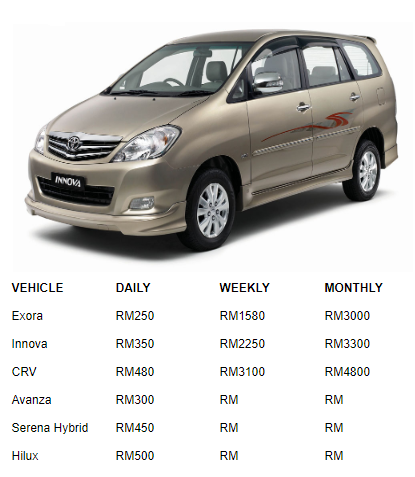 INNOVA
VEHICLE DAILY WEEKLY MONTHLY
Exora RM250 RM1580 RM3000
Innova RM350 RM2250 RM3300
CRV RM480 RM3100 RM4800
Avanza RM300 RM RM
Serena Hybrid RM450 RM RM
Hilux RM500 RM RM